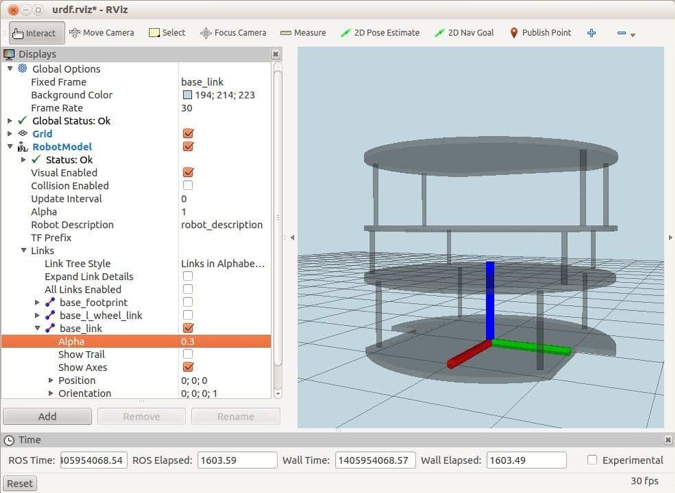 urdf.rviz* - RViz
Interact Move Camera Select Focus Camera Measure 2D Pose Estimate 2D Nav Goal Publish Point
Displays
Global Options
Fixed Frame base_link
Background Color 194; 214; 223
Frame Rate 30
Global Status: Ok
Grid
RobotModel
Status: Ok
Visual Enabled
Collision Enabled
Update Interval 0
Alpha 1
Robot Description robot_description
TF Prefix
Links
Link Tree Style Links in Alphabe...
Expand Link Details
All Links Enabled
base_footprint
base_l_wheel_link
base_link
Alpha 0.3
Show Trail
Show Axes
Position 0; 0; 0
Orientation 0; 0; 0; 1
Add Remove Rename
Time
ROS Time: 405954068.54 ROS Elapsed: 1603.59 Wall Time: 1405954068.57 Wall Elapsed: 1603.49 Experimental
Reset 30 fps